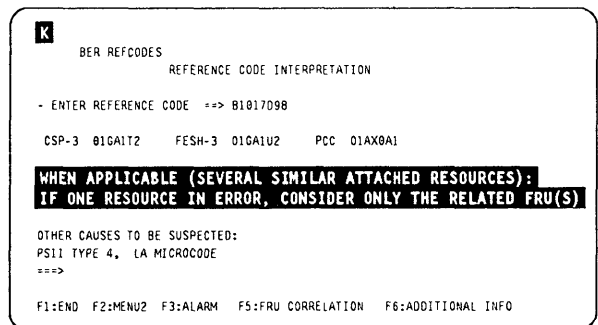 K
BER REFCODES
REFERENCE CODE INTERPRETATION
- ENTER REFERENCE CODE ==> B1017D98
CSP-3 01GA1T2 FESH-3 01GA1U2 PCC 01AX0A1
WHEN APPLICABLE (SEVERAL SIMILAR ATTACHED RESOURCES):
IF ONE RESOURCE IN ERROR, CONSIDER ONLY THE RELATED FRU(S)
OTHER CAUSES TO BE SUSPECTED:
PS11 TYPE 4, LA MICROCODE
===>
F1:END F2:MENU2 F3:ALARM F5:FRU CORRELATION F6:ADDITIONAL INFO